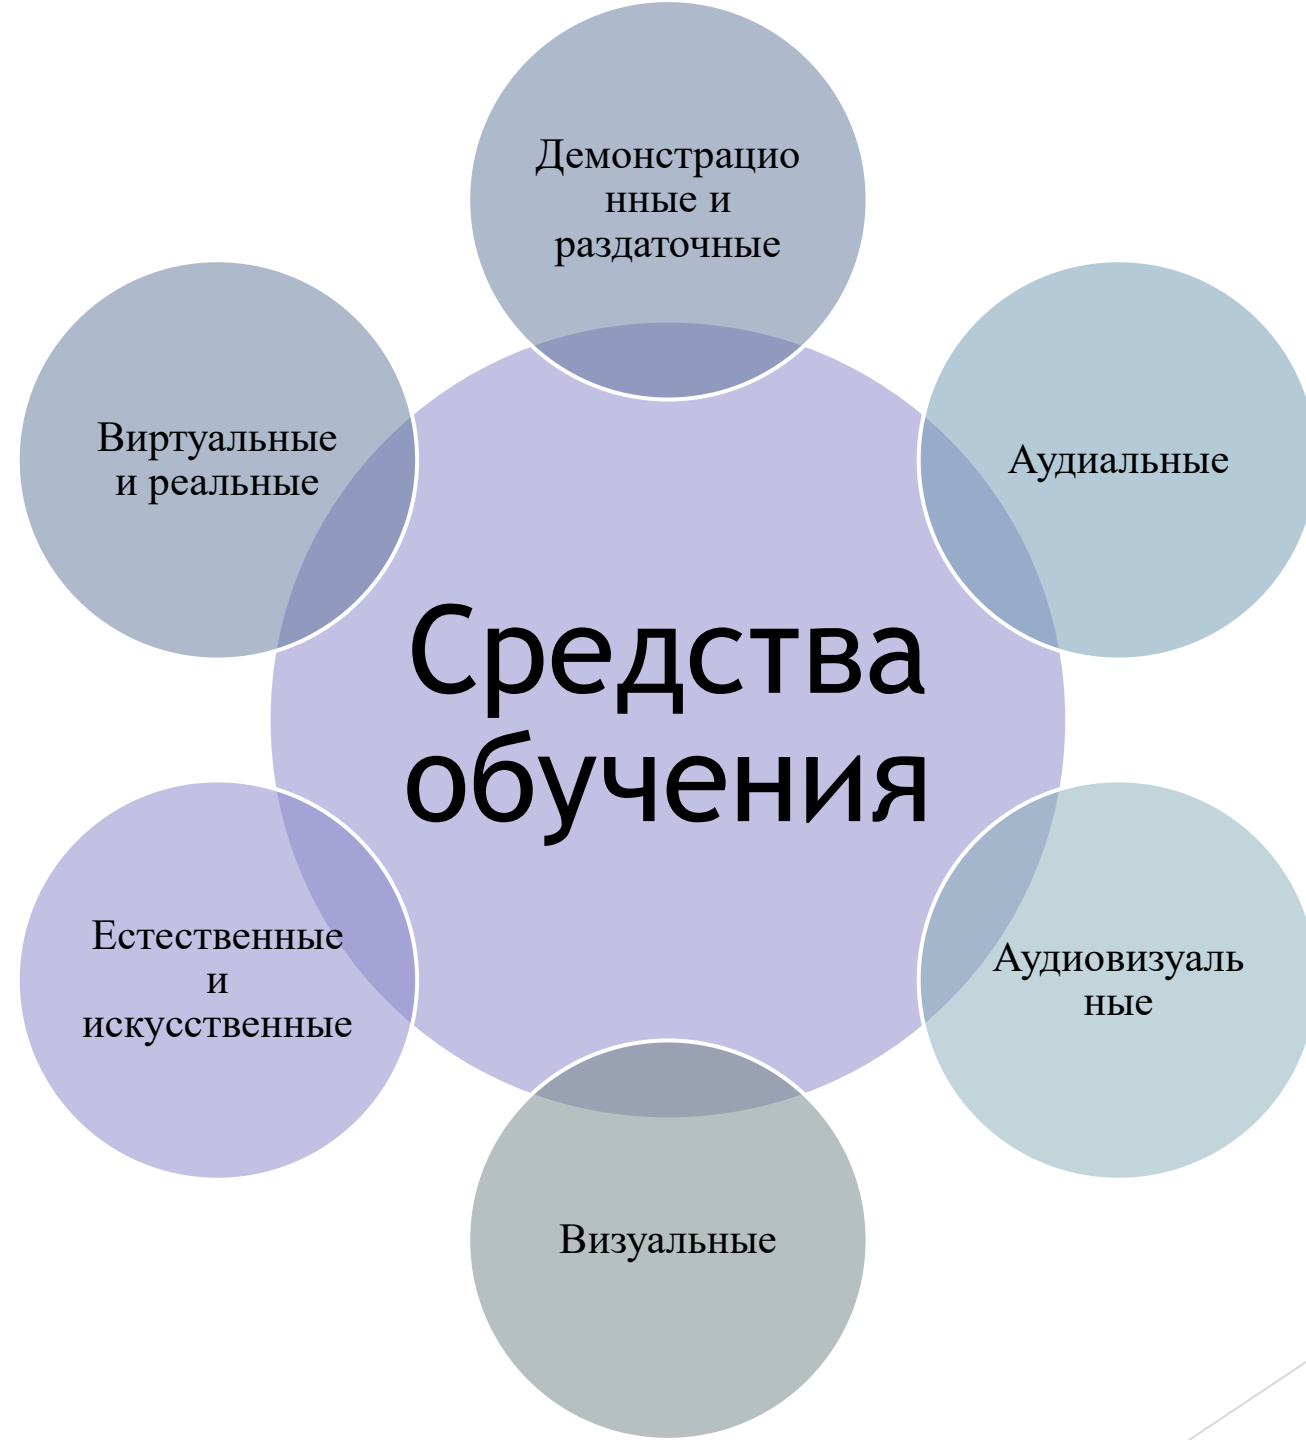 Демонстрацио
нные и
раздаточные
Аудиальные
Аудиовизуаль
ные
Визуальные
Естественные
и
искусственные
Виртуальные
и реальные
Средства
обучения